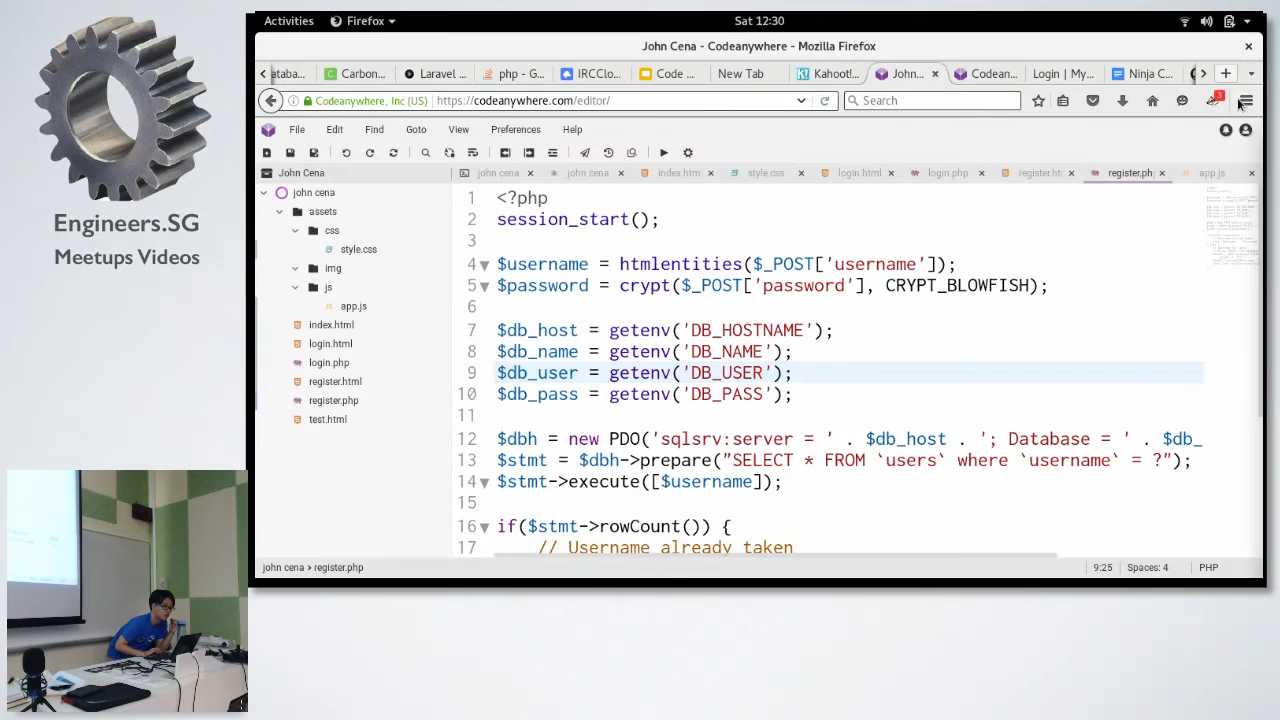 Activities Firefox Sat 12:30
John Cena - Codeanywhere - Mozilla Firefox
ataba... Carbon... Laravel ... php - G... IRCClo... Code ... New Tab Kahoot!... John... Codean... Login | My... Ninja C...
Codeanywhere, Inc (US) https://codeanywhere.com/editor/ Search 3
File Edit Find Goto View Preferences Help
John Cena john cena john cena index.htm style.css login.html login.php register.ht register.ph app.js
john cena
assets
css
style.css
img
js
app.js
index.html
login.html
login.php
register.html
register.php
test.html
1 <?php
2 session_start();
3
4 $username = htmlentities($_POST['username']);
5 $password = crypt($_POST['password'], CRYPT_BLOWFISH);
6
7 $db_host = getenv('DB_HOSTNAME');
8 $db_name = getenv('DB_NAME');
9 $db_user = getenv('DB_USER');
10 $db_pass = getenv('DB_PASS');
11
12 $dbh = new PDO('sqlsrv:server = ' . $db_host . '; Database = ' . $db_
13 $stmt = $dbh->prepare("SELECT * FROM `users` where `username` = ?");
14 $stmt->execute([$username]);
15
16 if($stmt->rowCount()) {
17 // Username already taken
john cena > register.php 9:25 Spaces: 4 PHP
Engineers.SG
Meetups Videos